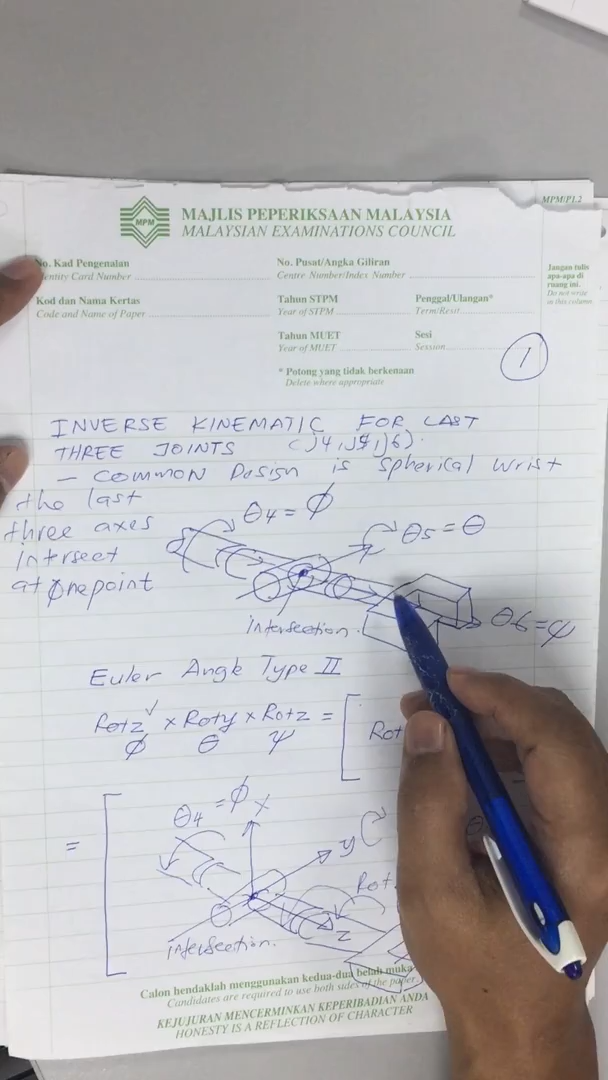 MPM/PL2
MPM
MAJLIS PEPERIKSAAN MALAYSIA
MALAYSIAN EXAMINATIONS COUNCIL
No. Kad Pengenalan
Identity Card Number
No. Pusat/Angka Giliran
Centre Number/Index Number
Jangan tulis
apa-apa di
ruang ini.
Do not write
in this column.
Kod dan Nama Kertas
Code and Name of Paper
Tahun STPM
Year of STPM
Penggal/Ulangan*
Term/Resit
Tahun MUET
Year of MUET
Sesi
Session
* Potong yang tidak berkenaan
Delete where appropriate
1
INVERSE KINEMATIC FOR LAST
THREE JOINTS (J4, J5, J6).
- COMMON Design is Spherical Wrist
the last
three axes
intersect
at one point
θ4 = ϕ
θ5 = θ
intersection.
θ6 = ψ
Euler Angle Type II
Rotz × Roty × Rotz = [ Rot
ϕ θ ψ
= [
θ4 = ϕ
x
y
Rot
z
intersection.
Calon hendaklah menggunakan kedua-dua belah muka
Candidates are required to use both sides of the paper.
KEJUJURAN MENCERMINKAN KEPERIBADIAN ANDA
HONESTY IS A REFLECTION OF CHARACTER